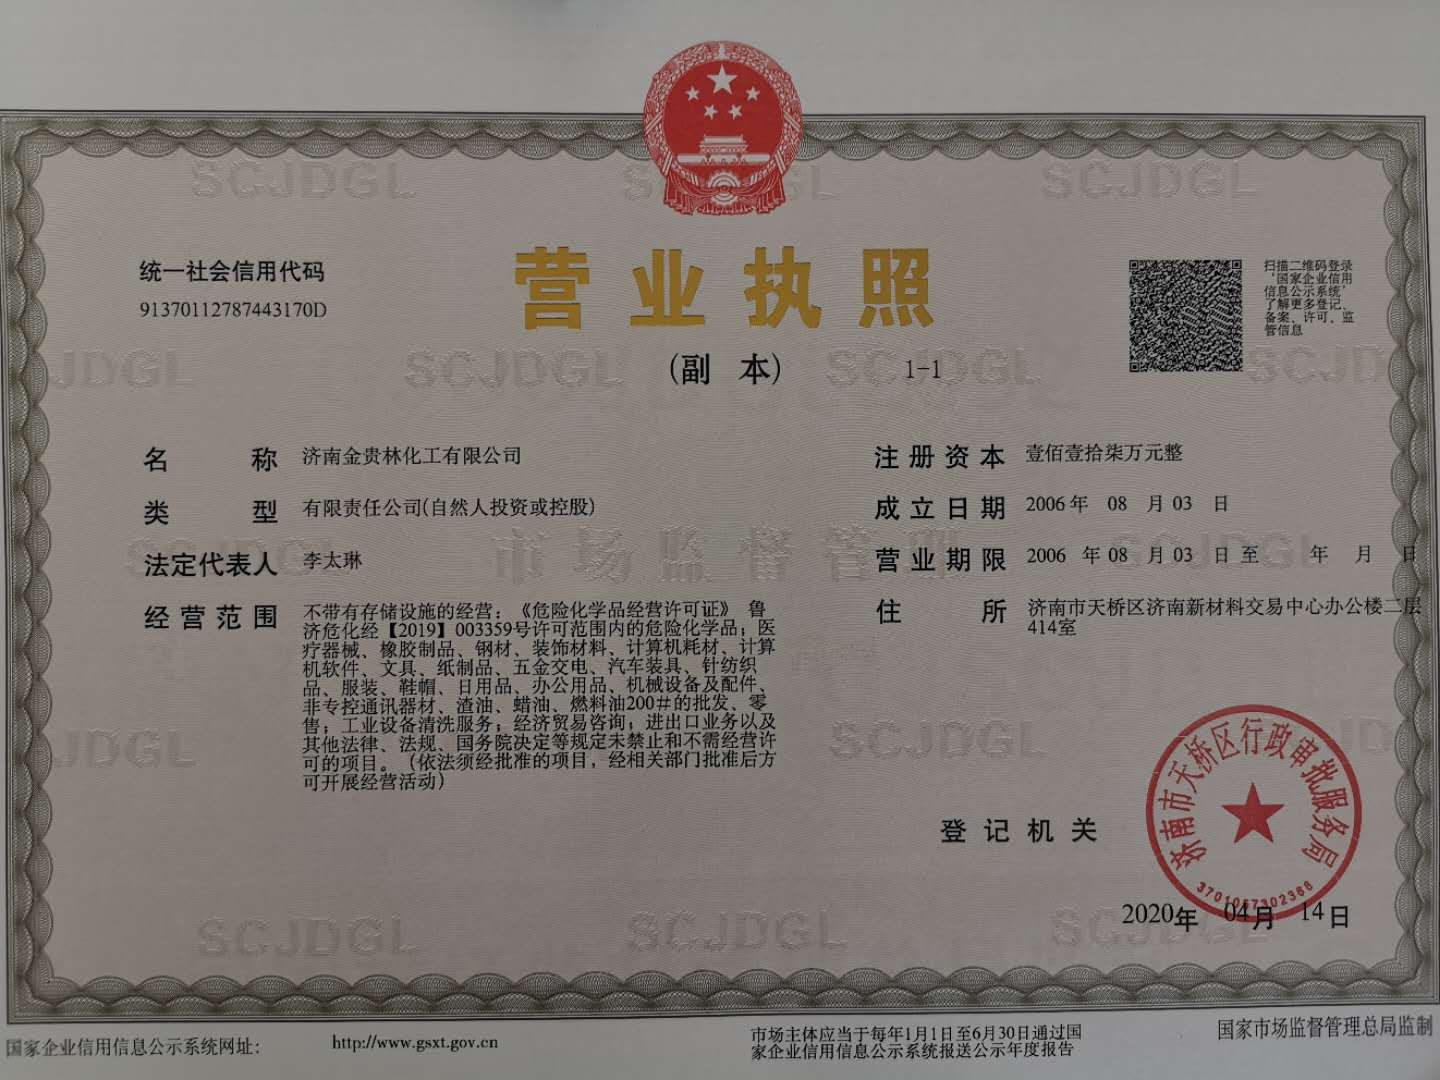 统一社会信用代码
91370112787443170D
营业执照
(副 本) 1-1
扫描二维码登录
'国家企业信用
信息公示系统'
了解更多登记、
备案、许可、监
管信息
名 称 济南金贵林化工有限公司
类 型 有限责任公司(自然人投资或控股)
法定代表人 李太琳
经营范围 不带有存储设施的经营:《危险化学品经营许可证》 鲁
济危化经【2019】003359号许可范围内的危险化学品;医
疗器械、橡胶制品、钢材、装饰材料、计算机耗材、计算
机软件、文具、纸制品、五金交电、汽车装具、针纺织
品、服装、鞋帽、日用品、办公用品、机械设备及配件、
非专控通讯器材、渣油、蜡油、燃料油200#的批发、零
售;工业设备清洗服务;经济贸易咨询;进出口业务以及
其他法律、法规、国务院决定等规定未禁止和不需经营许
可的项目。(依法须经批准的项目,经相关部门批准后方
可开展经营活动)
注册资本 壹佰壹拾柒万元整
成立日期 2006年 08 月 03 日
营业期限 2006 年 08 月 03 日 至 年 月 日
住 所 济南市天桥区济南新材料交易中心办公楼二层
414室
登记机关
济南市天桥区行政审批服务局
3701057302366
2020年 04月 14日
国家企业信用信息公示系统网址: http://www.gsxt.gov.cn
市场主体应当于每年1月1日至6月30日通过国
家企业信用信息公示系统报送公示年度报告
国家市场监督管理总局监制
SCJDGL
市场监督管理